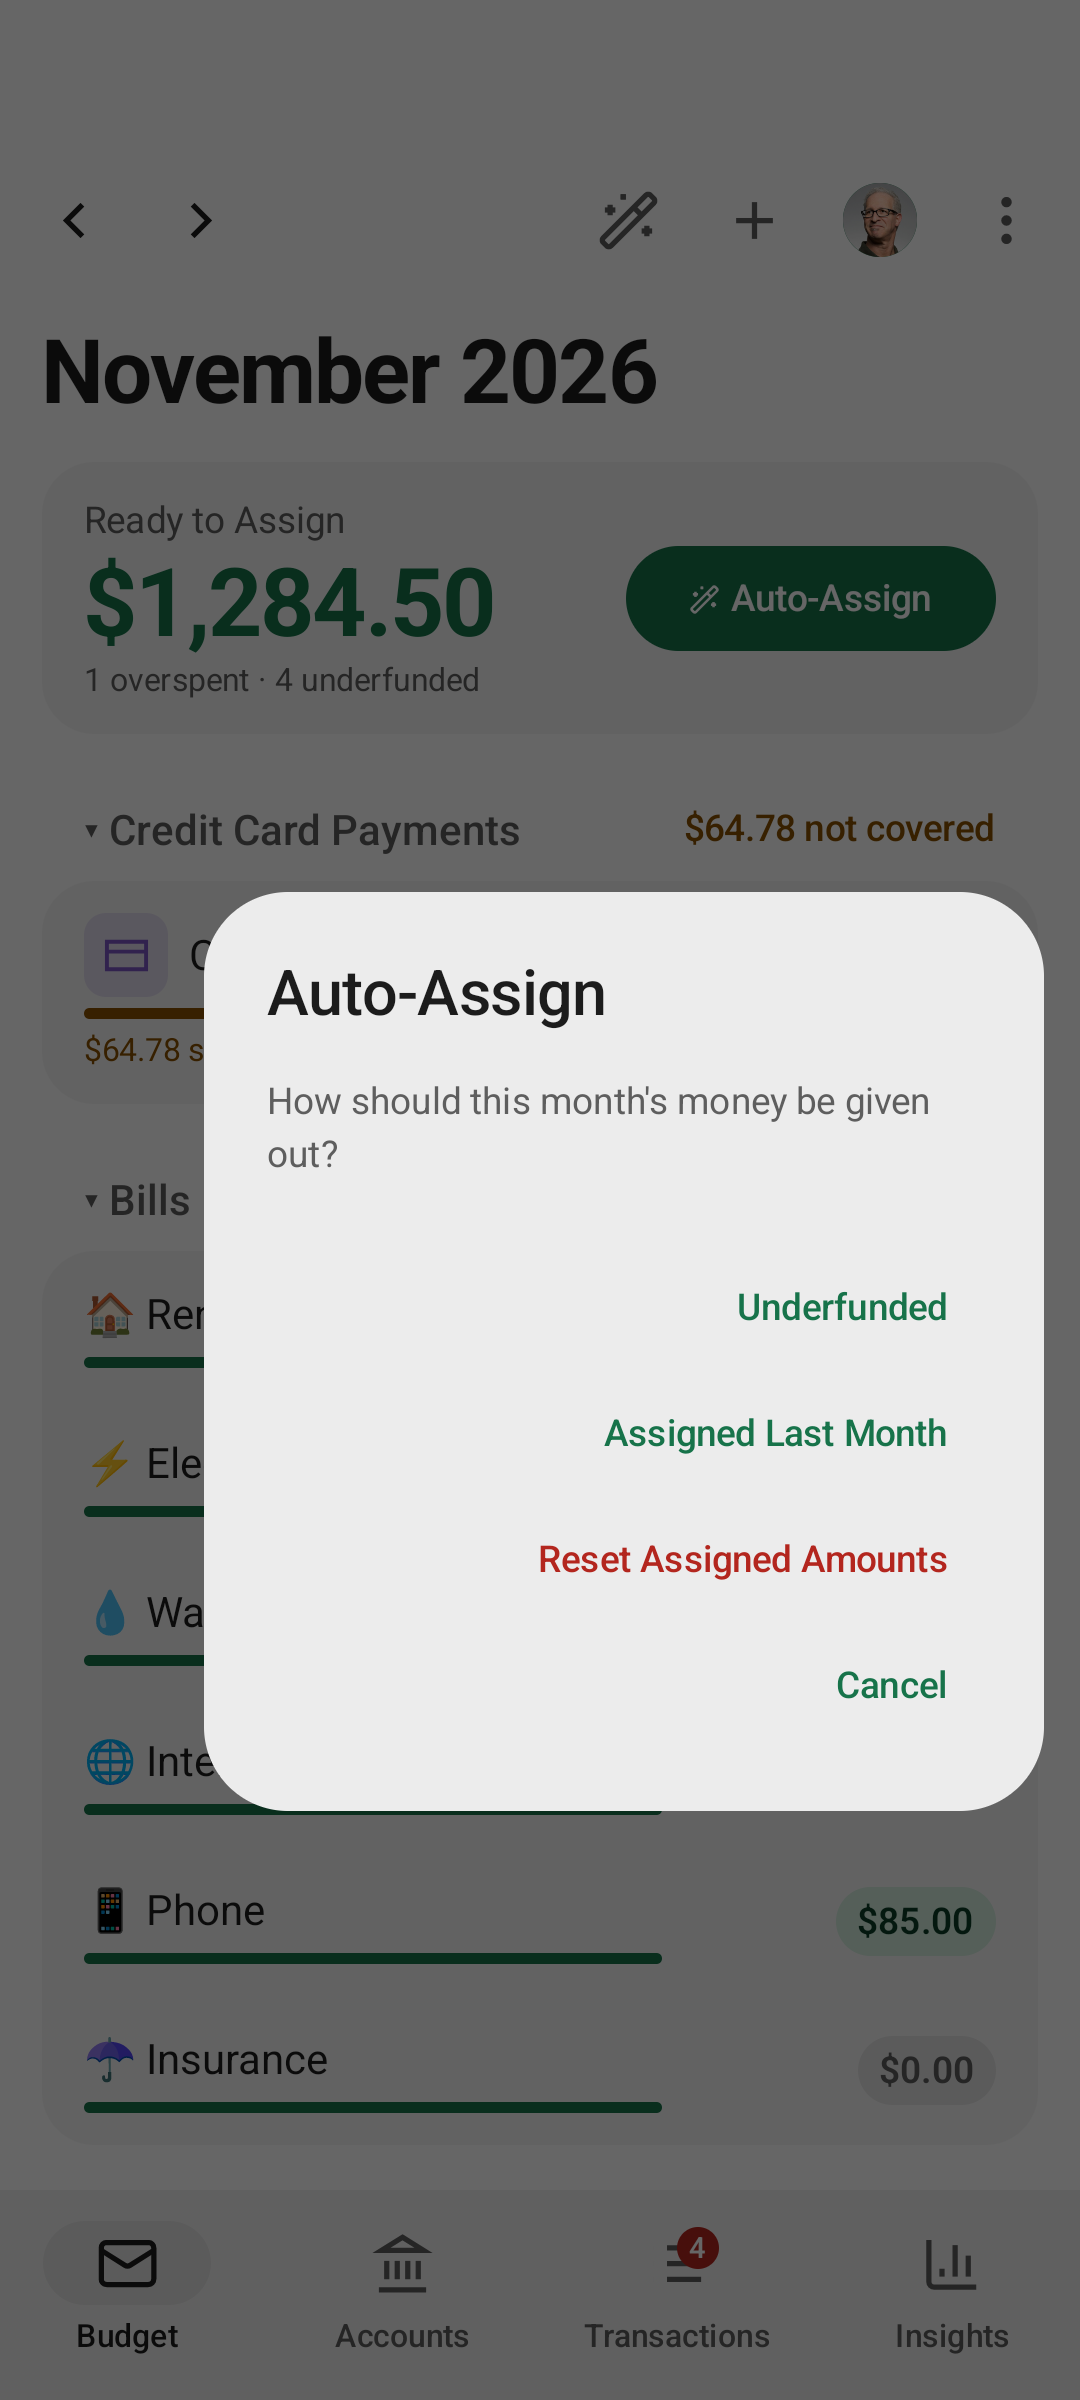 November 2026
Ready to Assign
$1,284.50
Auto-Assign
1 overspent · 4 underfunded
Credit Card Payments
$64.78 not covered
$64.78
Auto-Assign
How should this month's money be given
out?
Underfunded
Assigned Last Month
Reset Assigned Amounts
Cancel
Bills
Phone
$85.00
Insurance
$0.00
4
Budget
Accounts
Transactions
Insights